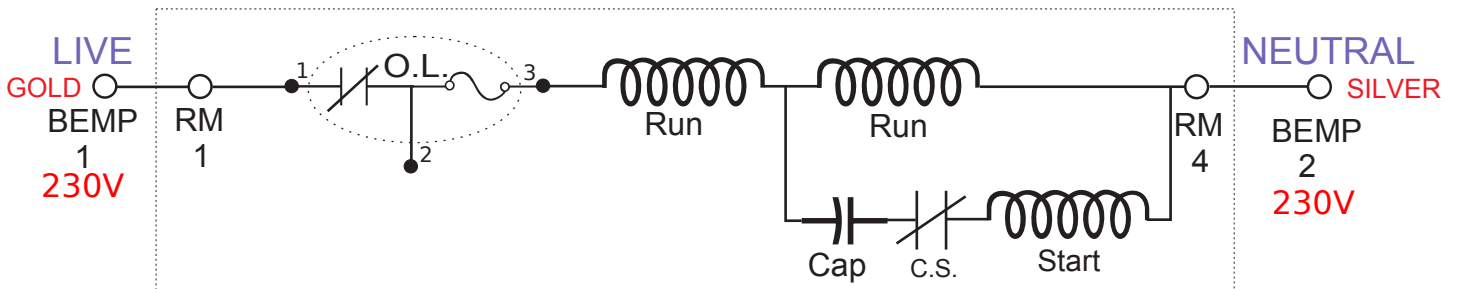 LIVE
GOLD
BEMP
1
230V
RM
1
1
O.L.
3
2
Run
Run
Cap
C.S.
Start
RM
4
NEUTRAL
SILVER
BEMP
2
230V